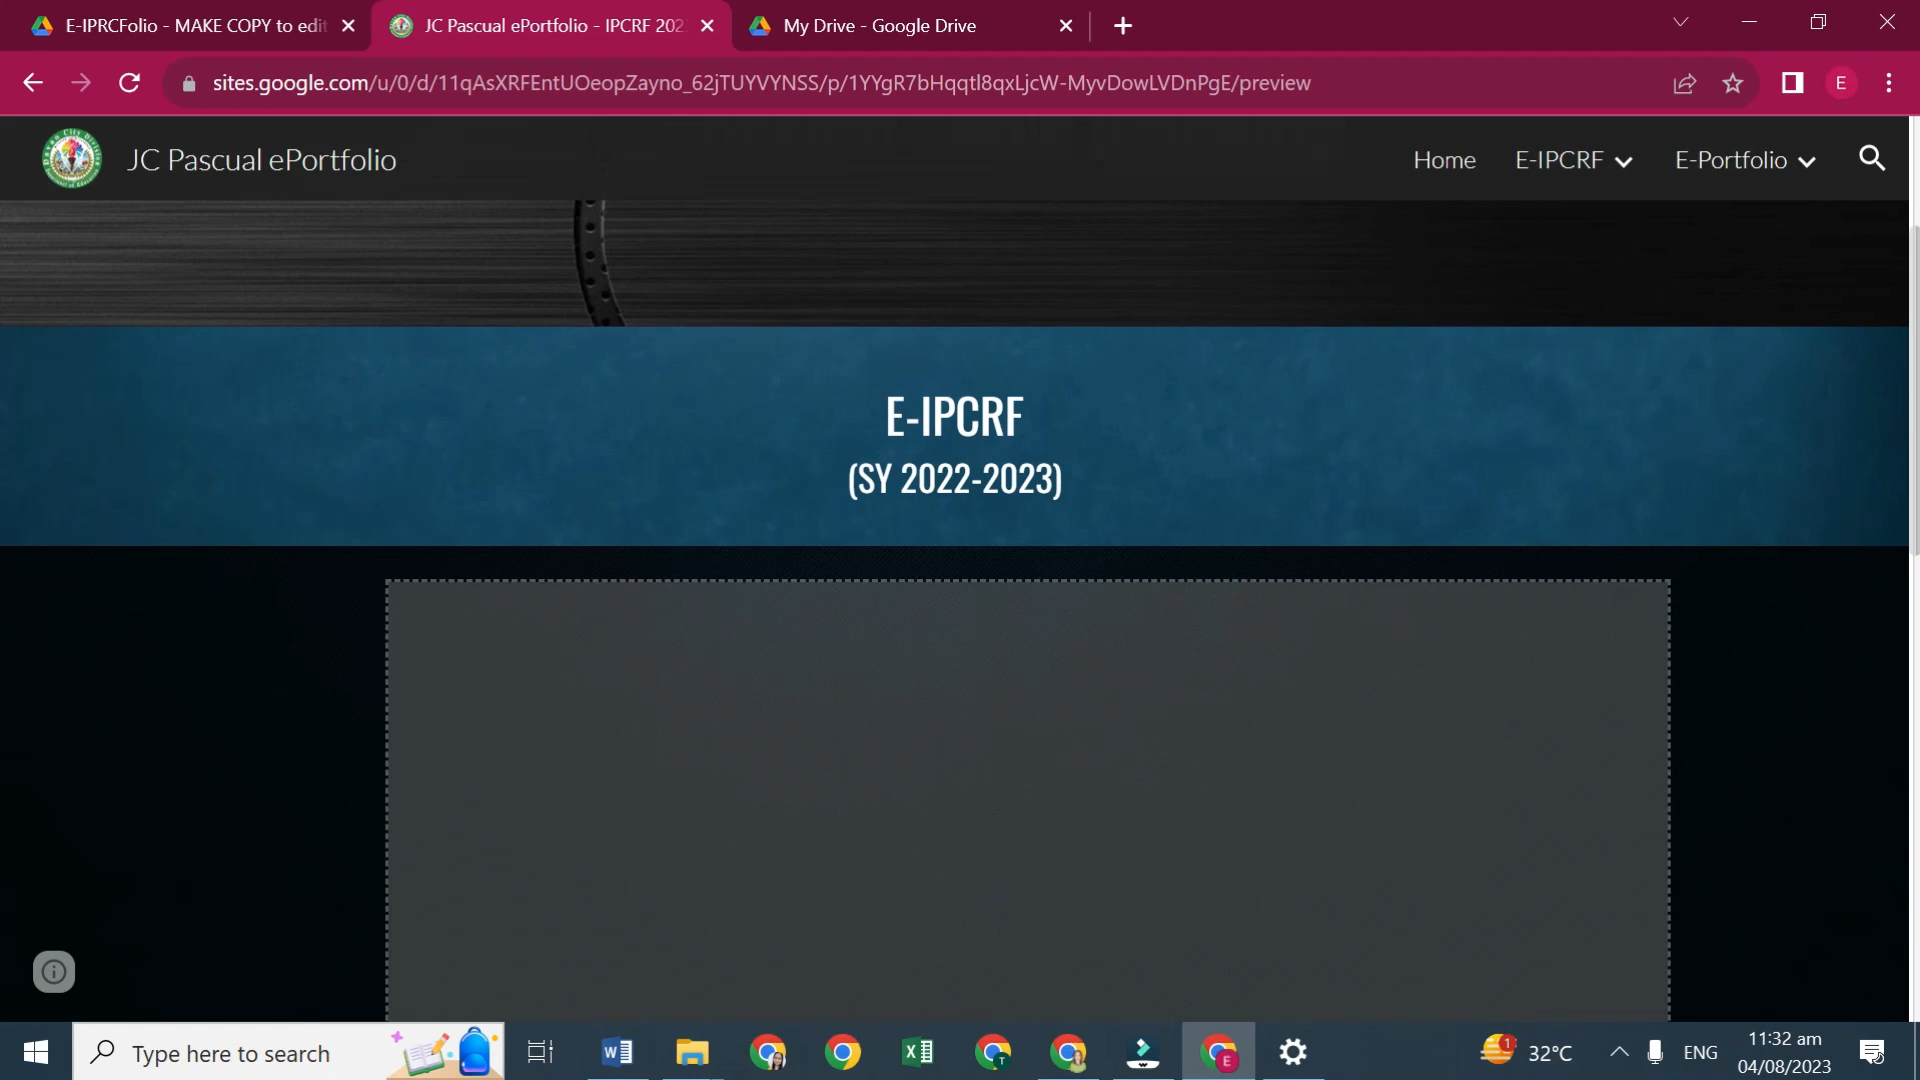 E-IPRCFolio - MAKE COPY to edit
JC Pascual ePortfolio - IPCRF 202
My Drive - Google Drive
sites.google.com/u/0/d/11qAsXRFEntUOeopZayno_62jTUYVYNSS/p/1YYgR7bHqqtl8qxLjcW-MyvDowLVDnPgE/preview
E
JC Pascual ePortfolio
Home
E-IPCRF
E-Portfolio
E-IPCRF
(SY 2022-2023)
Type here to search
32°C
ENG
11:32 am
04/08/2023